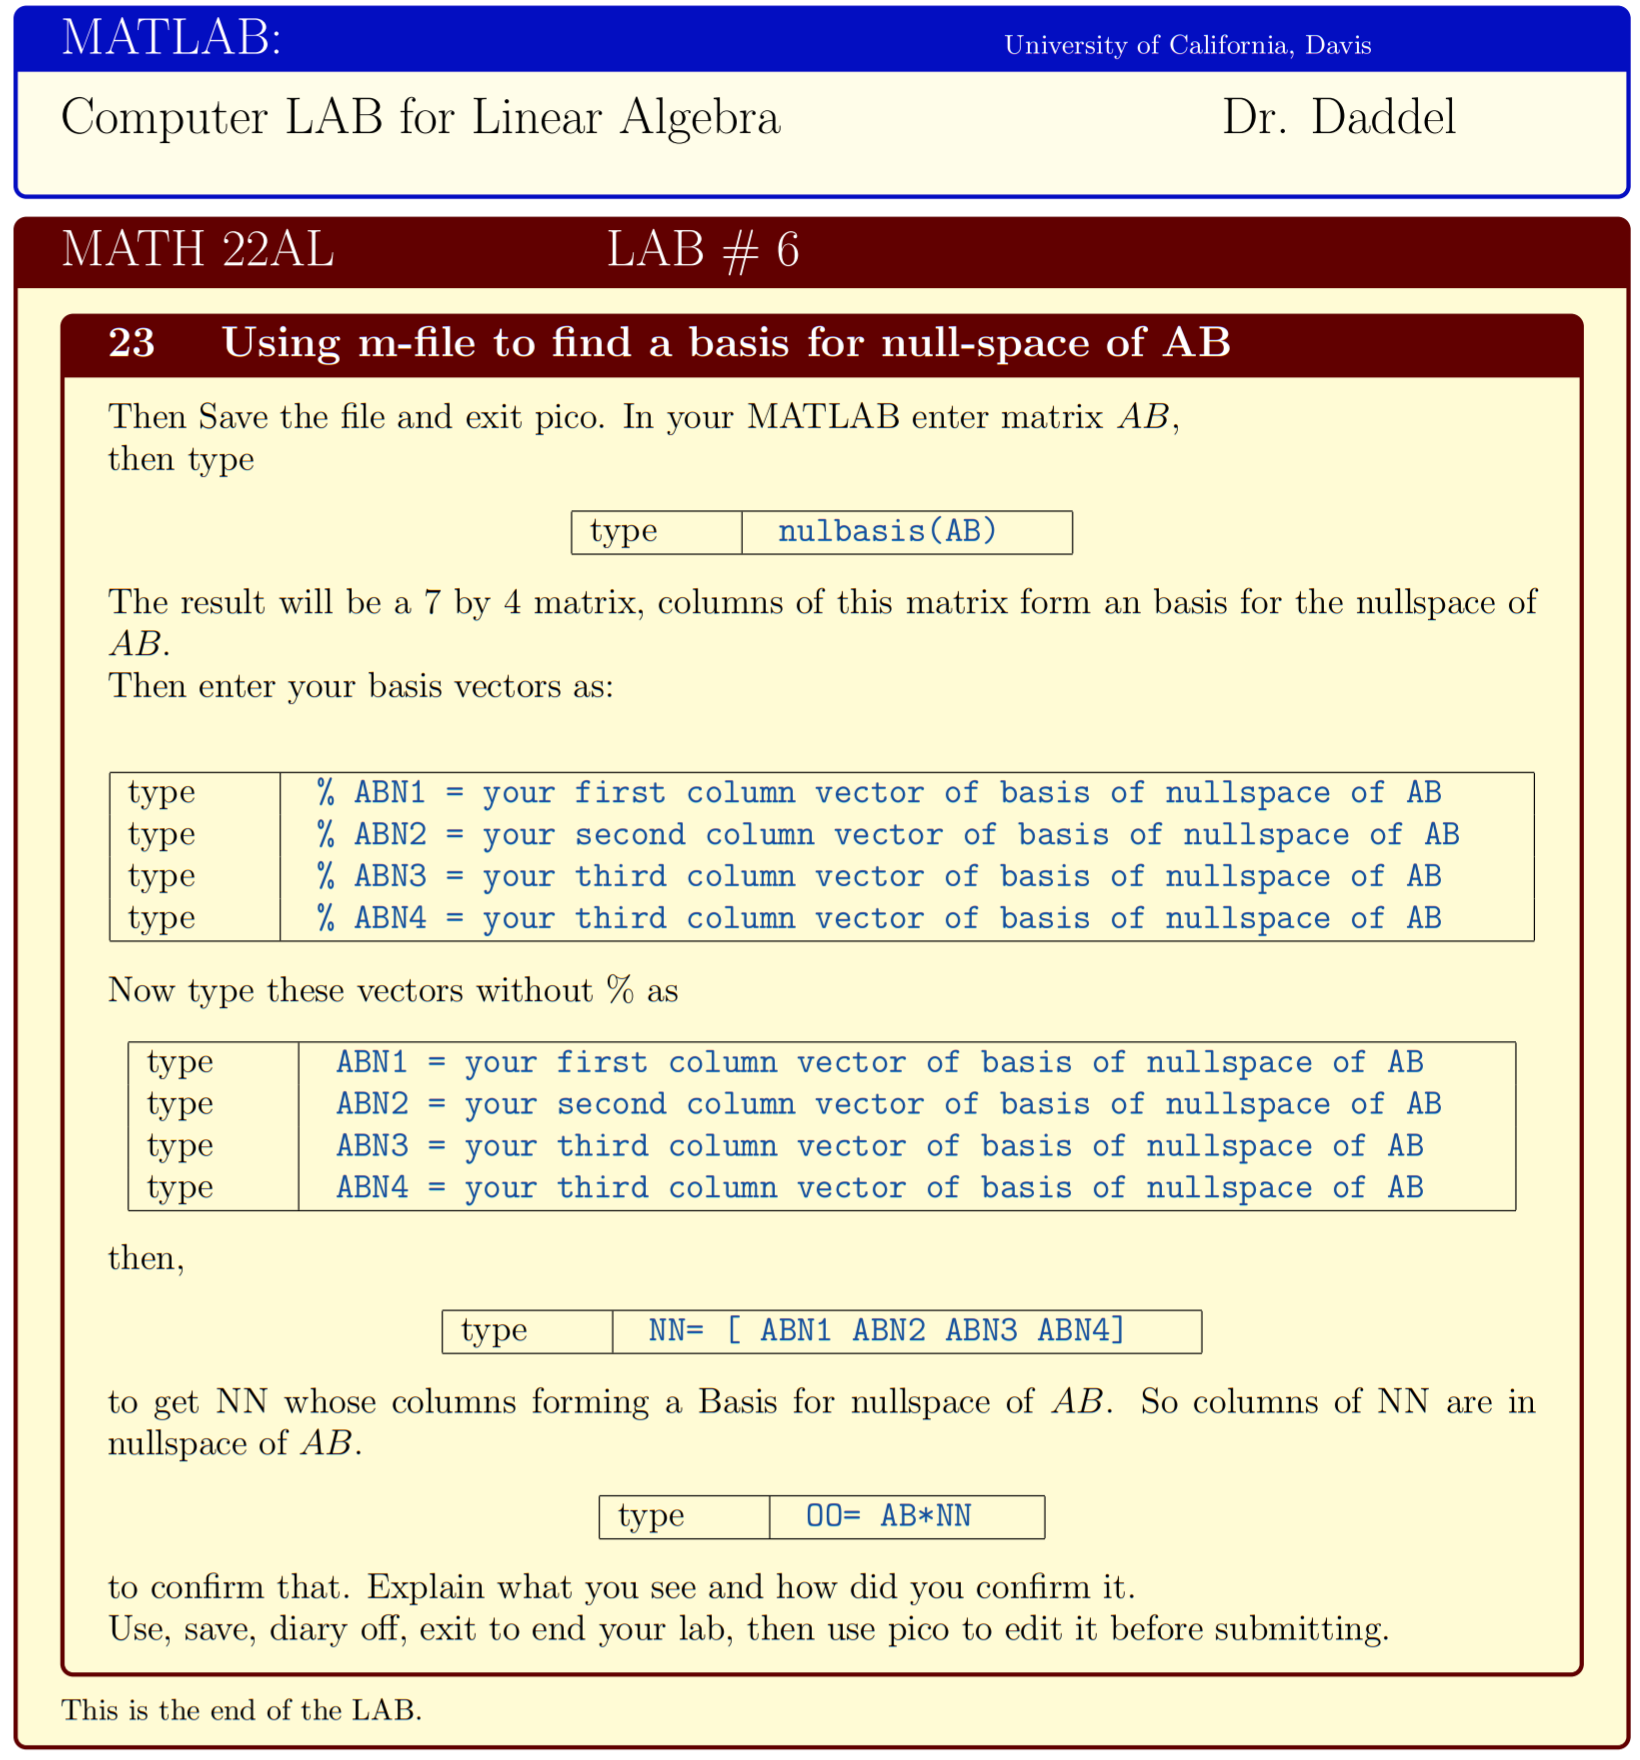 MATLAB: University of California, Davis
Computer LAB for Linear Algebra Dr. Daddel
MATH 22AL LAB # 6
23 Using m-file to find a basis for null-space of AB
Then Save the file and exit pico. In your MATLAB enter matrix AB,
then type
type nulbasis(AB)
The result will be a 7 by 4 matrix, columns of this matrix form an basis for the nullspace of
AB.
Then enter your basis vectors as:
type % ABN1 = your first column vector of basis of nullspace of AB
type % ABN2 = your second column vector of basis of nullspace of AB
type % ABN3 = your third column vector of basis of nullspace of AB
type % ABN4 = your third column vector of basis of nullspace of AB
Now type these vectors without % as
type ABN1 = your first column vector of basis of nullspace of AB
type ABN2 = your second column vector of basis of nullspace of AB
type ABN3 = your third column vector of basis of nullspace of AB
type ABN4 = your third column vector of basis of nullspace of AB
then,
type NN= [ ABN1 ABN2 ABN3 ABN4]
to get NN whose columns forming a Basis for nullspace of AB. So columns of NN are in
nullspace of AB.
type OO= AB*NN
to confirm that. Explain what you see and how did you confirm it.
Use, save, diary off, exit to end your lab, then use pico to edit it before submitting.
This is the end of the LAB.